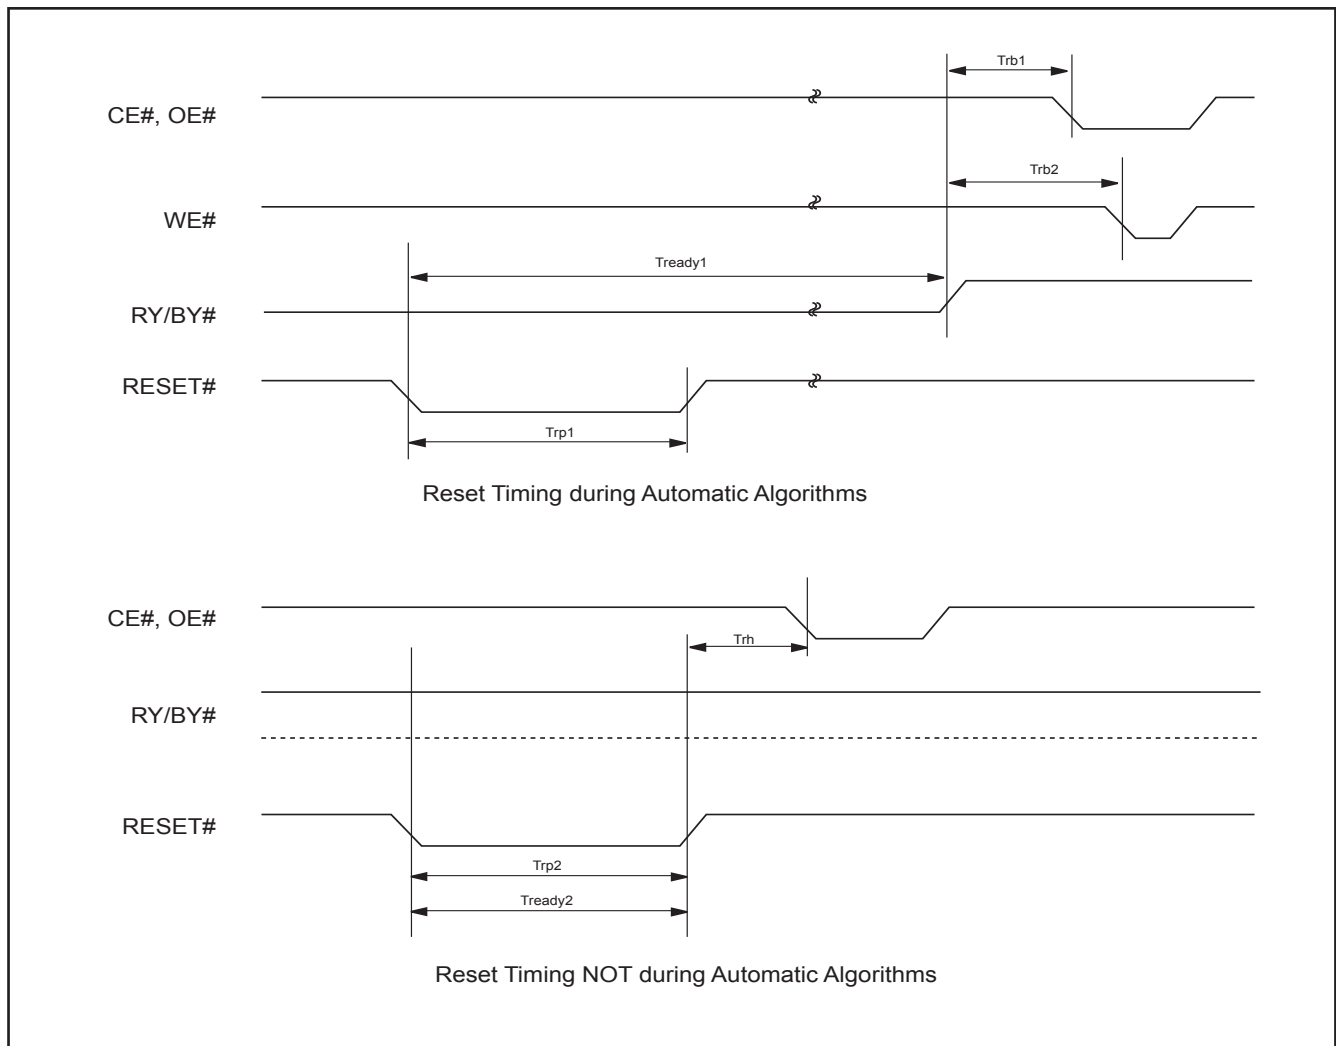 Trb1
CE#, OE#
Trb2
WE#
Tready1
RY/BY#
RESET#
Trp1
Reset Timing during Automatic Algorithms
CE#, OE#
Trh
RY/BY#
RESET#
Trp2
Tready2
Reset Timing NOT during Automatic Algorithms